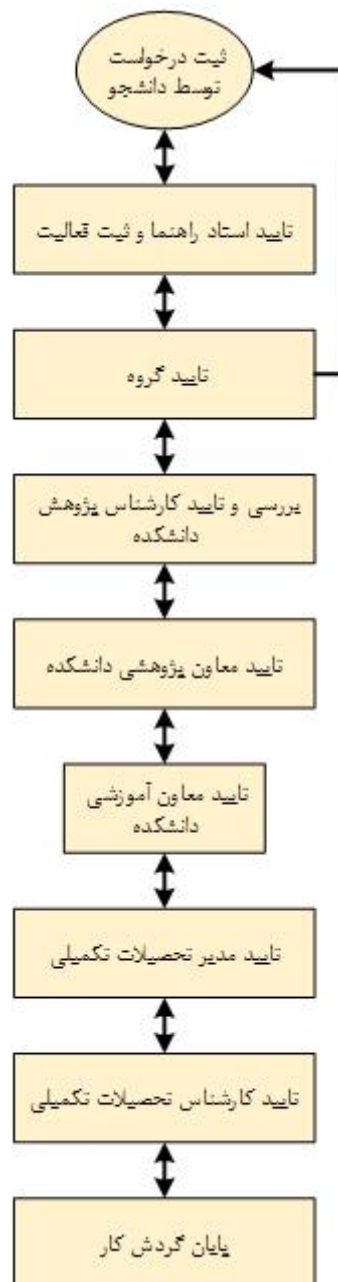 ثبت درخواست
توسط دانشجو
تایید استاد راهنما و ثبت فعالیت
تایید گروه
بررسی و تایید کارشناس پژوهش
دانشکده
تایید معاون پژوهشی دانشکده
تایید معاون آموزشی
دانشکده
تایید مدیر تحصیلات تکمیلی
تایید کارشناس تحصیلات تکمیلی
پایان گردش کار